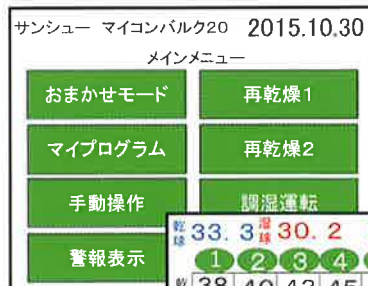 サンシュー マイコンバルク20 2015.10.30
メインメニュー
おまかせモード 再乾燥1
マイプログラム 再乾燥2
手動操作 調湿運転
警報表示
乾球 33.3 湿球 30.2
1 2 3 4
乾 38 40 43 45